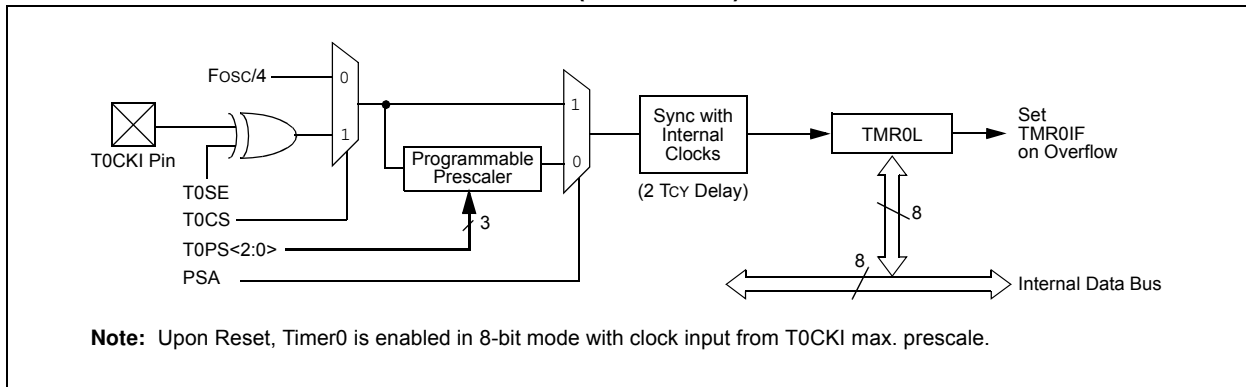 Fosc/4
0
1
T0CKI Pin
T0SE
T0CS
T0PS<2:0>
PSA
Programmable
Prescaler
3
1
0
Sync with
Internal
Clocks
(2 TCY Delay)
TMR0L
Set
TMR0IF
on Overflow
8
8
Internal Data Bus
Note: Upon Reset, Timer0 is enabled in 8-bit mode with clock input from T0CKI max. prescale.